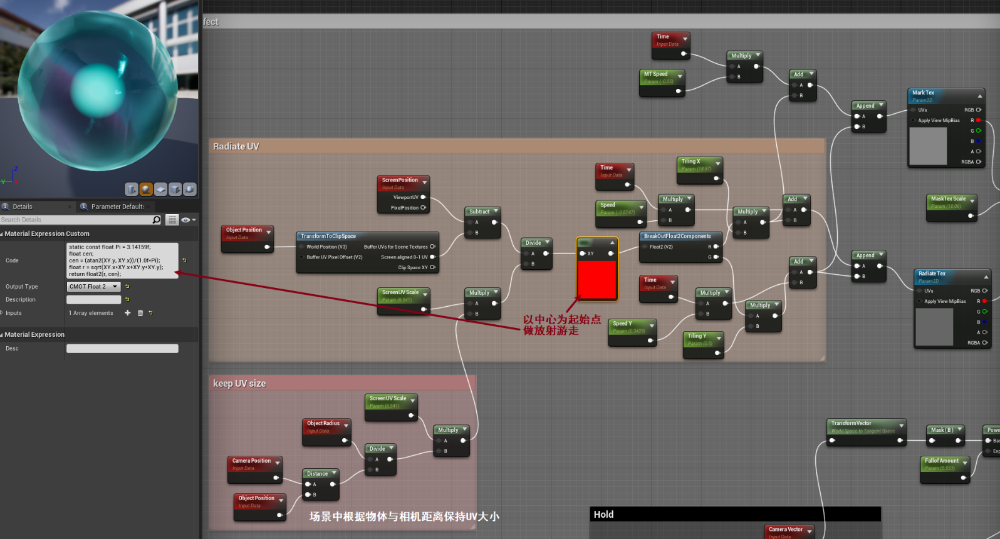 fect
Time
Input Data
MT Speed
Param (-0.25)
Multiply
A
B
Add
A
B
Append
A
B
MarkTex
Param2D
UVs
RGB
Apply View MipBias
R
G
B
A
RGBA
Radiate UV
ScreenPosition
Input Data
ViewportUV
PixelPosition
Object Position
Input Data
TransformToClipSpace
World Position (V3)
Buffer UVs for Scene Textures
Buffer UV Pixel Offset (V2)
Screen aligned 0-1 UV
Clip Space XY
Subtract
A
B
Divide
A
B
ScreenUV Scale
Param (6.541)
Multiply
A
B
XY
以中心为起始点
做放射游走
Time
Input Data
Speed
Param (-0.5147)
Multiply
A
B
Tiling X
Param (18.97)
Multiply
A
B
Add
A
B
BreakOutFloat2Components
Float2 (V2)
R
G
Time
Input Data
Speed Y
Param (0.3429)
Multiply
A
B
Tiling Y
Param (0.5)
Multiply
A
B
Add
A
B
MaskTex Scale
Param (10.06)
Append
A
B
RadiateTex
Param2D
UVs
RGB
Apply View MipBias
R
G
B
A
RGBA
keep UV size
ScreenUV Scale
Param (6.541)
Object Radius
Input Data
Camera Position
Input Data
Object Position
Input Data
Distance
A
B
Divide
A
B
Multiply
A
B
场景中根据物体与相机距离保持UV大小
TransformVector
World Space to Tangent Space
Mask ( B )
Powe
Bas
Exp
Fallof Amount
Param (5.553)
Hold
Camera Vector
Input Data
Z
Y
Details
Parameter Default
Search Details
Material Expression Custom
Code
static const float Pi = 3.14159f;
float cen;
cen = (atan2(XY.y, XY.x))/(1.0f*Pi);
float r = sqrt(XY.x*XY.x+XY.y*XY.y);
return float2(r, cen);
Output Type
CMOT Float 2
Description
Inputs
1 Array elements
Material Expression
Desc